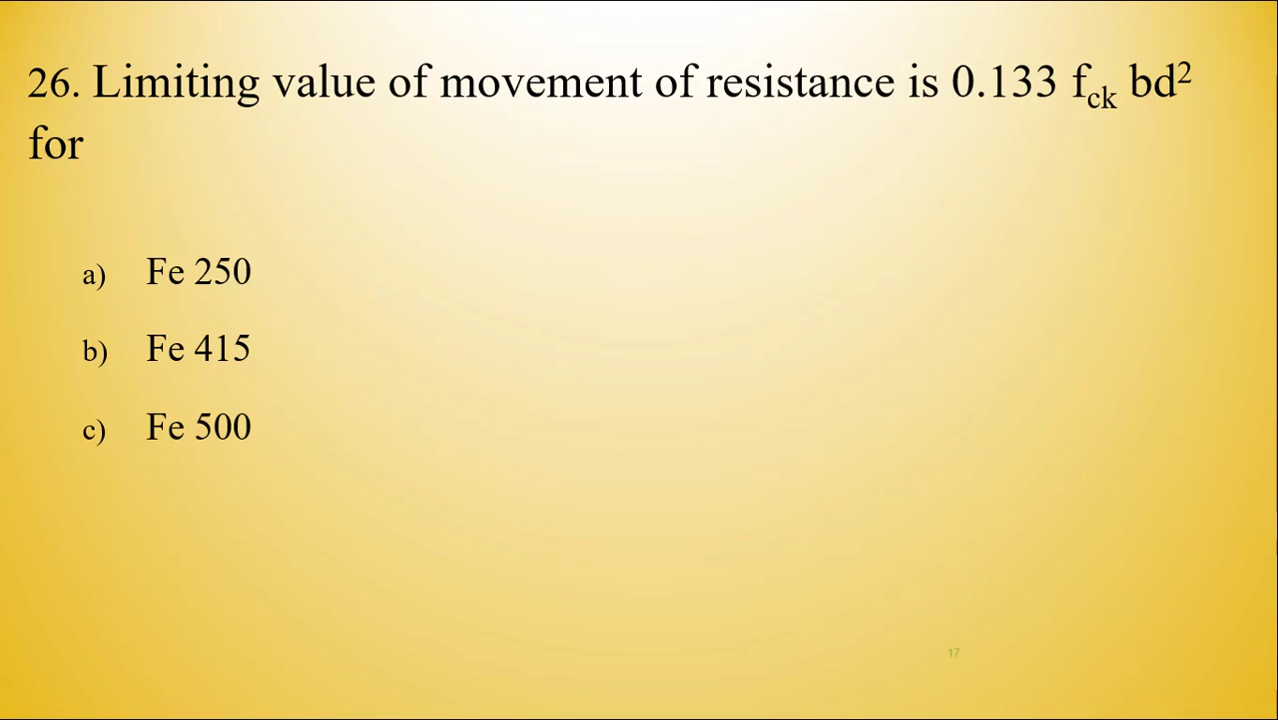 26. Limiting value of movement of resistance is 0.133 fck bd²
for
a) Fe 250
b) Fe 415
c) Fe 500
17